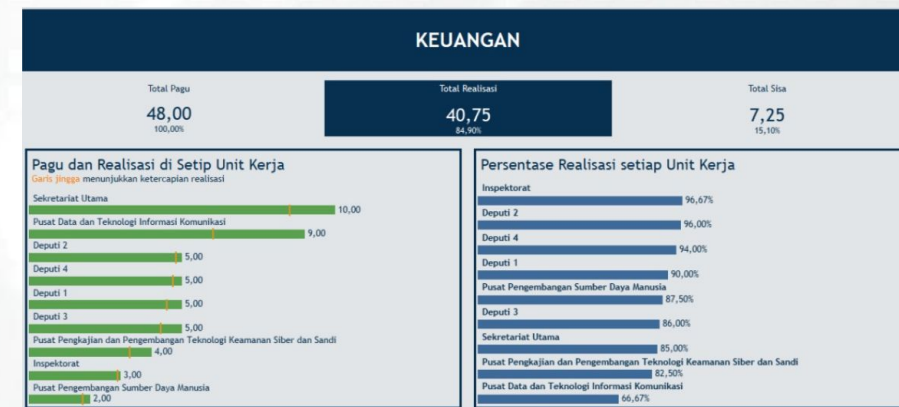 KEUANGAN
Total Pagu
48,00
100,00%
Total Realisasi
40,75
84,90%
Total Sisa
7,25
15,10%
Pagu dan Realisasi di Setip Unit Kerja
Garis jingga menunjukkan ketercapian realisasi
Sekretariat Utama
10,00
Pusat Data dan Teknologi Informasi Komunikasi
9,00
Deputi 2
5,00
Deputi 4
5,00
Deputi 1
5,00
Deputi 3
5,00
Pusat Pengkajian dan Pengembangan Teknologi Keamanan Siber dan Sandi
4,00
Inspektorat
3,00
Pusat Pengembangan Sumber Daya Manusia
2,00
Persentase Realisasi setiap Unit Kerja
Inspektorat
96,67%
Deputi 2
96,00%
Deputi 4
94,00%
Deputi 1
90,00%
Pusat Pengembangan Sumber Daya Manusia
87,50%
Deputi 3
86,00%
Sekretariat Utama
85,00%
Pusat Pengkajian dan Pengembangan Teknologi Keamanan Siber dan Sandi
82,50%
Pusat Data dan Teknologi Informasi Komunikasi
66,67%